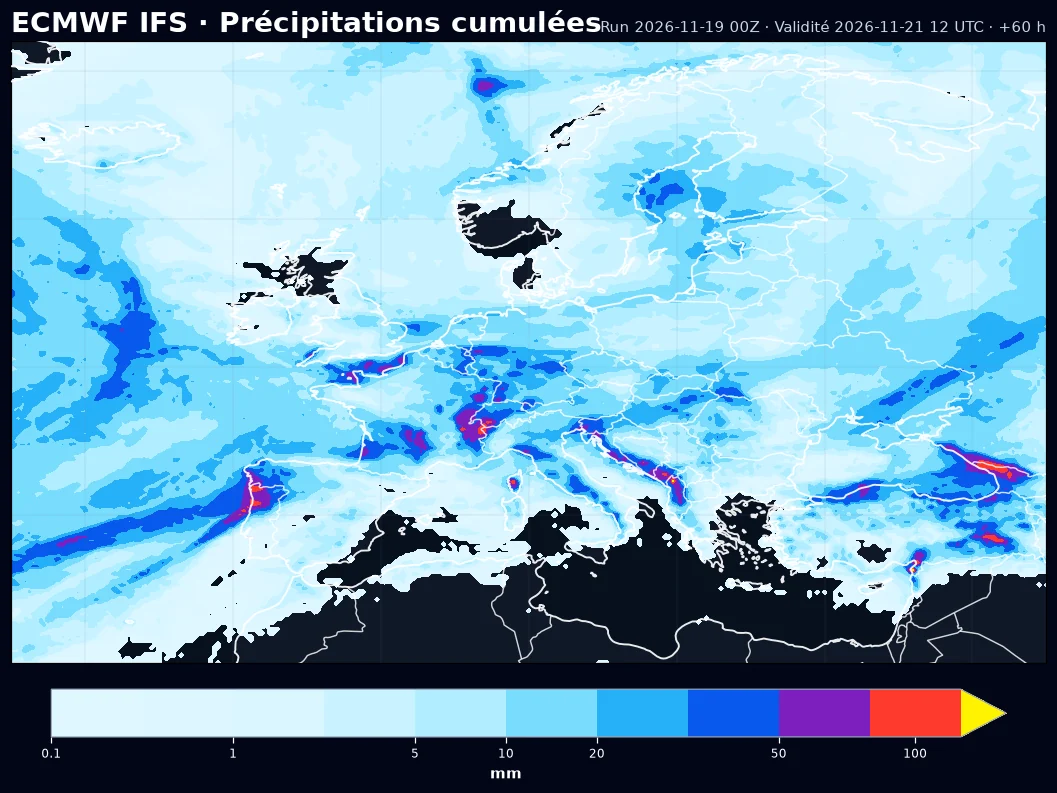 ECMWF IFS · Précipitations cumulées
Run 2026-11-19 00Z · Validité 2026-11-21 12 UTC · +60 h
0.1 1 5 10 20 50 100
mm